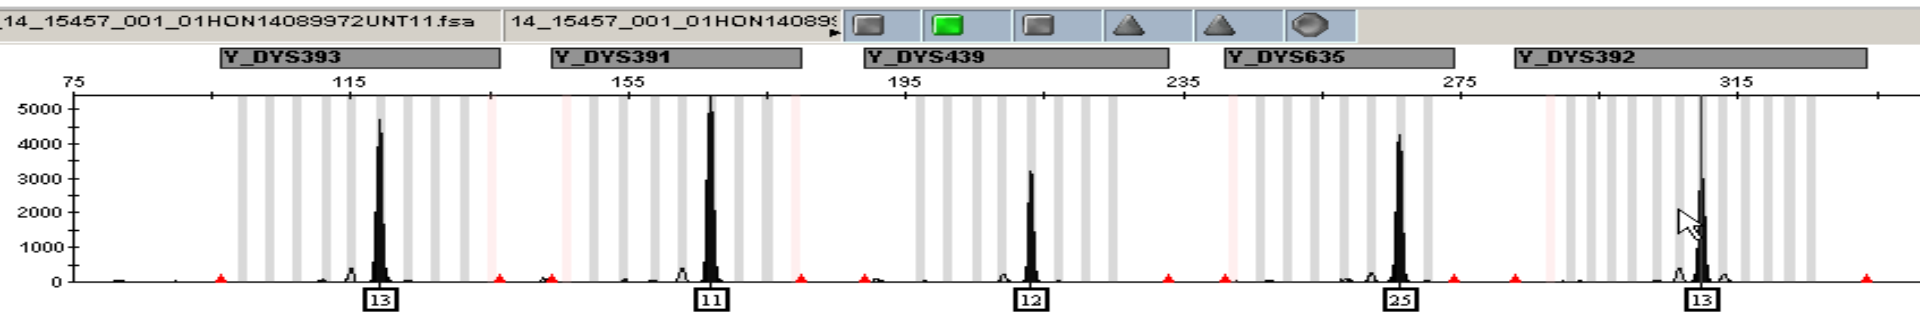 _14_15457_001_01HON14089972UNT11.fsa 14_15457_001_01HON14089
Y_DYS393 Y_DYS391 Y_DYS439 Y_DYS635 Y_DYS392
75 115 155 195 235 275 315
5000
4000
3000
2000
1000
0
13 11 12 25 13